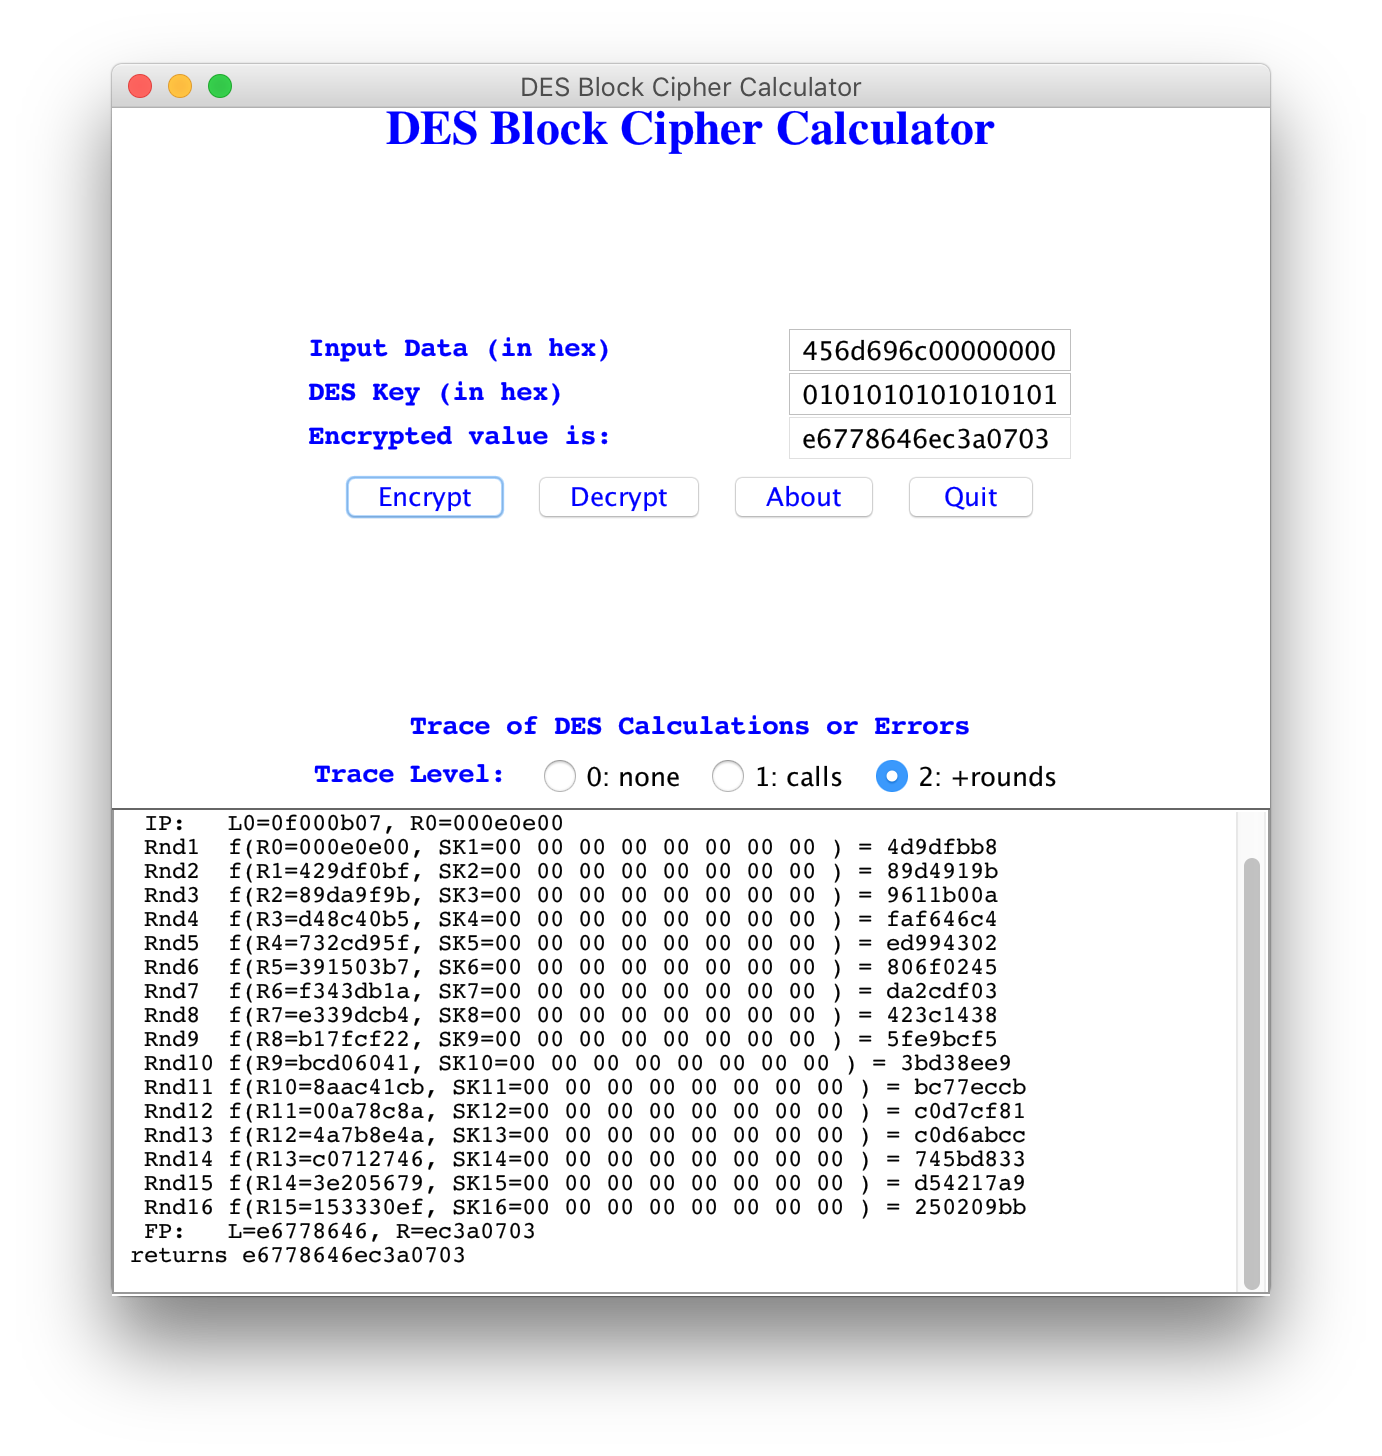 DES Block Cipher Calculator
DES Block Cipher Calculator
Input Data (in hex) 456d696c00000000
DES Key (in hex) 0101010101010101
Encrypted value is: e6778646ec3a0703
Encrypt Decrypt About Quit
Trace of DES Calculations or Errors
Trace Level: 0: none 1: calls 2: +rounds
IP: L0=0f000b07, R0=000e0e00
Rnd1 f(R0=000e0e00, SK1=00 00 00 00 00 00 00 00 ) = 4d9dfbb8
Rnd2 f(R1=429df0bf, SK2=00 00 00 00 00 00 00 00 ) = 89d4919b
Rnd3 f(R2=89da9f9b, SK3=00 00 00 00 00 00 00 00 ) = 9611b00a
Rnd4 f(R3=d48c40b5, SK4=00 00 00 00 00 00 00 00 ) = faf646c4
Rnd5 f(R4=732cd95f, SK5=00 00 00 00 00 00 00 00 ) = ed994302
Rnd6 f(R5=391503b7, SK6=00 00 00 00 00 00 00 00 ) = 806f0245
Rnd7 f(R6=f343db1a, SK7=00 00 00 00 00 00 00 00 ) = da2cdf03
Rnd8 f(R7=e339dcb4, SK8=00 00 00 00 00 00 00 00 ) = 423c1438
Rnd9 f(R8=b17fcf22, SK9=00 00 00 00 00 00 00 00 ) = 5fe9bcf5
Rnd10 f(R9=bcd06041, SK10=00 00 00 00 00 00 00 00 ) = 3bd38ee9
Rnd11 f(R10=8aac41cb, SK11=00 00 00 00 00 00 00 00 ) = bc77eccb
Rnd12 f(R11=00a78c8a, SK12=00 00 00 00 00 00 00 00 ) = c0d7cf81
Rnd13 f(R12=4a7b8e4a, SK13=00 00 00 00 00 00 00 00 ) = c0d6abcc
Rnd14 f(R13=c0712746, SK14=00 00 00 00 00 00 00 00 ) = 745bd833
Rnd15 f(R14=3e205679, SK15=00 00 00 00 00 00 00 00 ) = d54217a9
Rnd16 f(R15=153330ef, SK16=00 00 00 00 00 00 00 00 ) = 250209bb
FP: L=e6778646, R=ec3a0703
returns e6778646ec3a0703